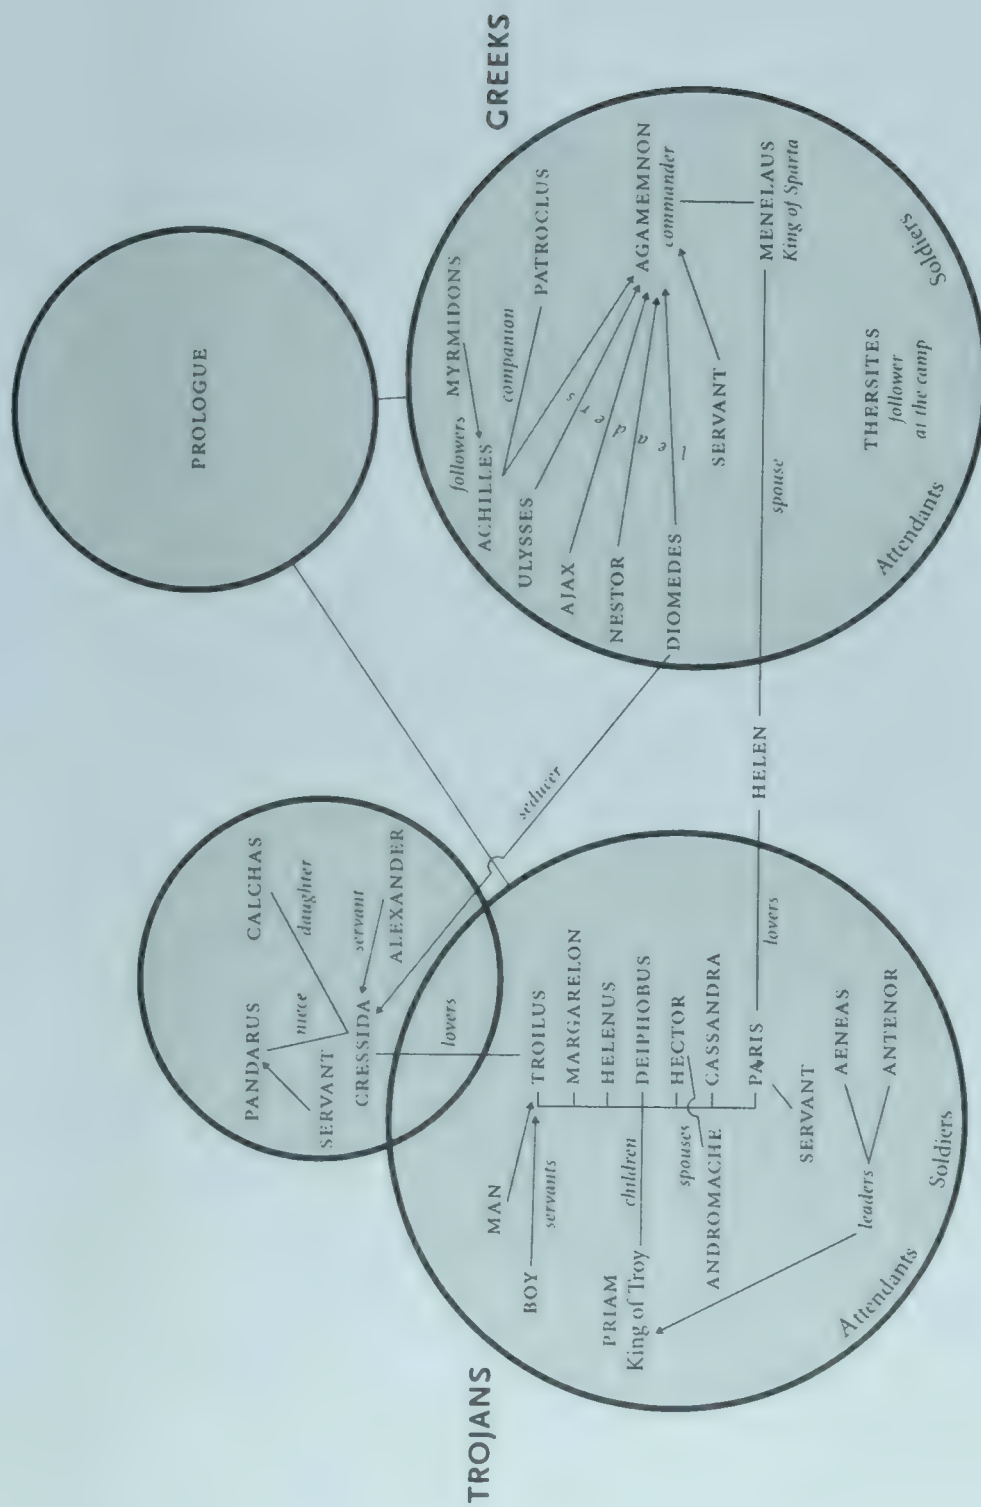 TROJANS
GREEKS
PROLOGUE
PANDARUS
CALCHAS
niece
daughter
SERVANT
CRESSIDA
servant
ALEXANDER
lovers
seducer
MAN
BOY
servants
TROILUS
MARGARELON
HELENUS
DEIPHOBUS
HECTOR
CASSANDRA
PARIS
PRIAM
King of Troy
children
spouses
ANDROMACHE
SERVANT
leaders
AENEAS
ANTENOR
Attendants
Soldiers
lovers
HELEN
spouse
followers
MYRMIDONS
ACHILLES
companion
PATROCLUS
ULYSSES
AJAX
NESTOR
DIOMEDES
leaders
AGAMEMNON
commander
SERVANT
MENELAUS
King of Sparta
THERSITES
follower
at the camp
Attendants
Soldiers